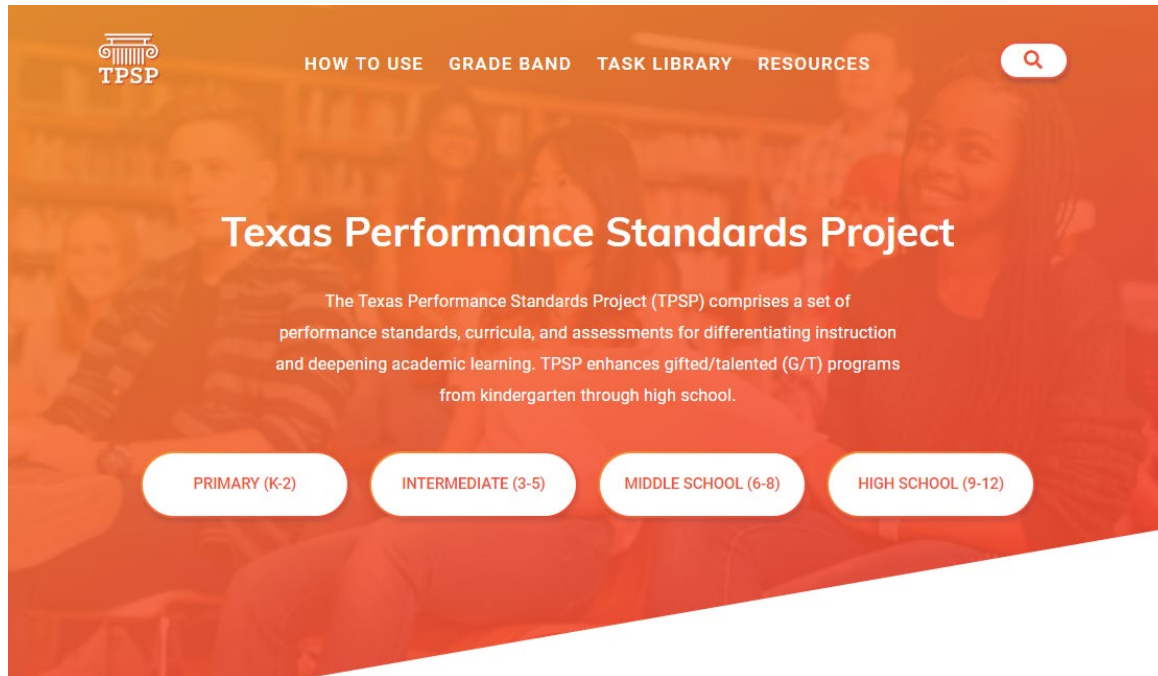 TPSP
HOW TO USE
GRADE BAND
TASK LIBRARY
RESOURCES
Texas Performance Standards Project
The Texas Performance Standards Project (TPSP) comprises a set of
performance standards, curricula, and assessments for differentiating instruction
and deepening academic learning. TPSP enhances gifted/talented (G/T) programs
from kindergarten through high school.
PRIMARY (K-2)
INTERMEDIATE (3-5)
MIDDLE SCHOOL (6-8)
HIGH SCHOOL (9-12)